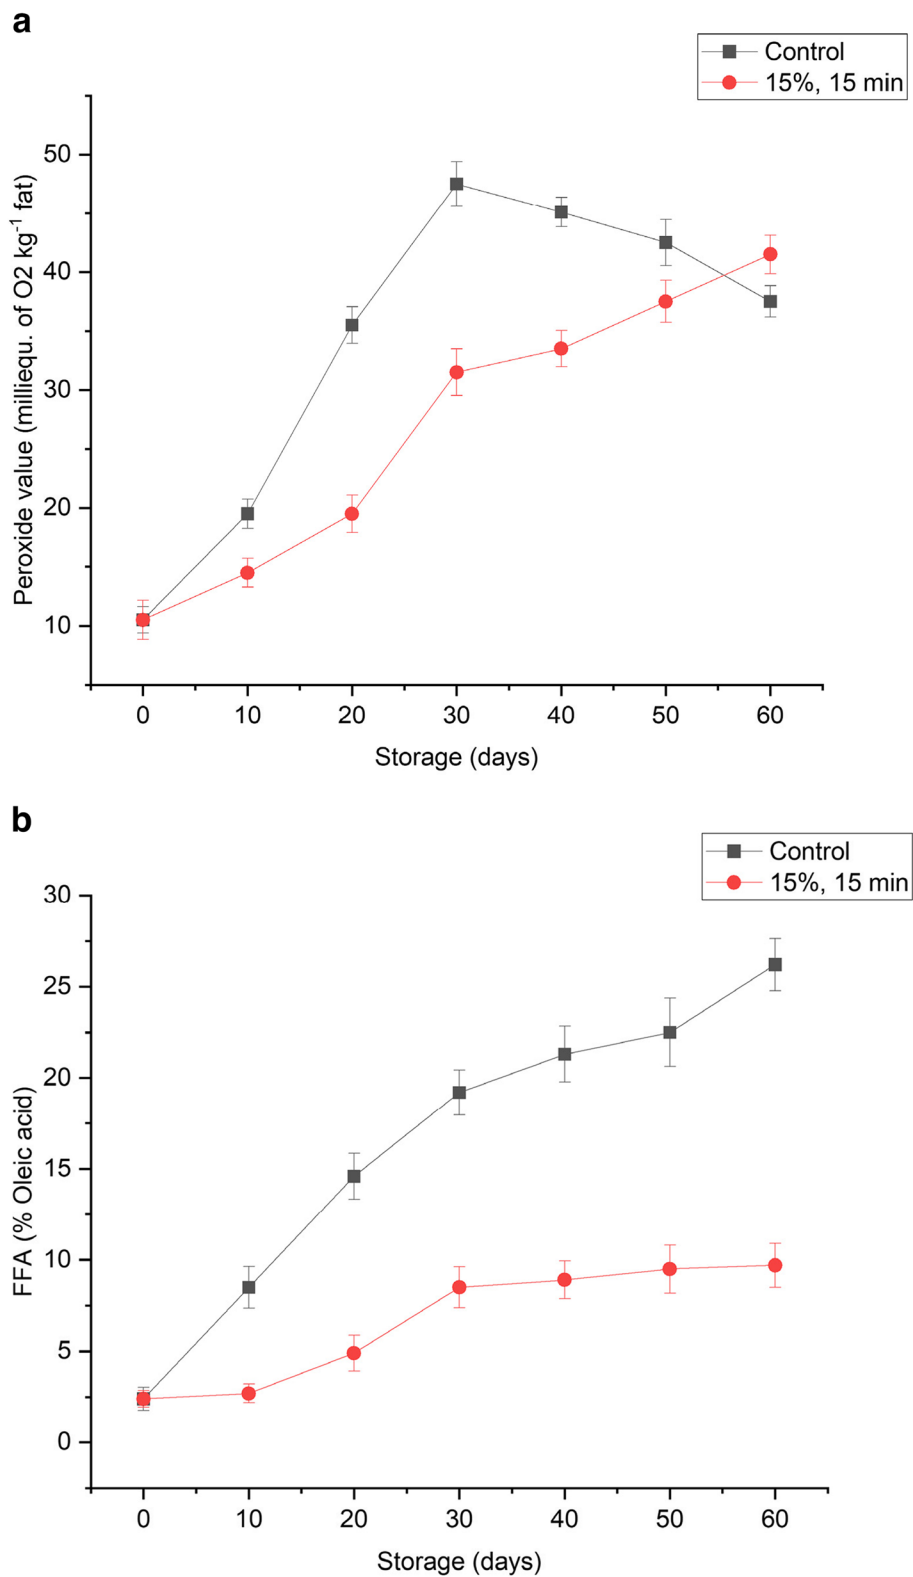 a
Control
15%, 15 min
50
40
30
20
10
Peroxide value (milliequ. of O2 kg⁻¹ fat)
0 10 20 30 40 50 60
Storage (days)
b
Control
15%, 15 min
30
25
20
15
10
5
0
FFA (% Oleic acid)
0 10 20 30 40 50 60
Storage (days)